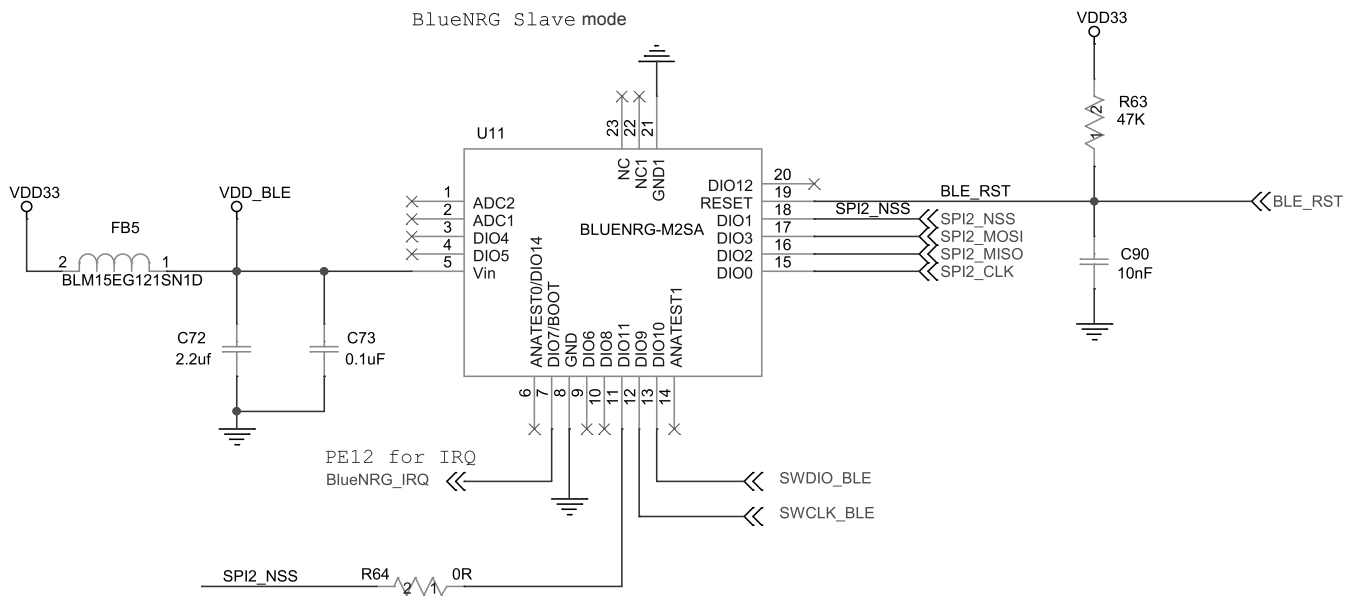 BlueNRG Slave mode
VDD33
R63
2
1
47K
U11
23
22
21
NC
NC1
GND1
VDD33
VDD_BLE
FB5
2
1
BLM15EG121SN1D
1 ADC2
2 ADC1
3 DIO4
4 DIO5
5 Vin
BLUENRG-M2SA
DIO12 20
RESET 19
DIO1 18
DIO3 17
DIO2 16
DIO0 15
BLE_RST
BLE_RST
SPI2_NSS
SPI2_NSS
SPI2_MOSI
SPI2_MISO
SPI2_CLK
C90
10nF
C72
2.2uf
C73
0.1uF
ANATEST0/DIO14
DIO7/BOOT
GND
DIO6
DIO8
DIO11
DIO9
DIO10
ANATEST1
6
7
8
9
10
11
12
13
14
PE12 for IRQ
BlueNRG_IRQ
SWDIO_BLE
SWCLK_BLE
SPI2_NSS
R64
2
1
0R